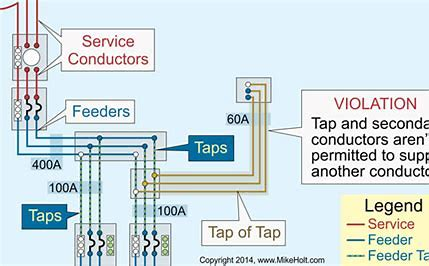 Service
Conductors
Feeders
VIOLATION
Tap and seconda
conductors aren'
permitted to supp
another conducto
60A
Taps
400A
100A
Taps
100A
Tap of Tap
Legend
Service
Feeder
Feeder Ta
Copyright 2014, www.MikeHolt.com